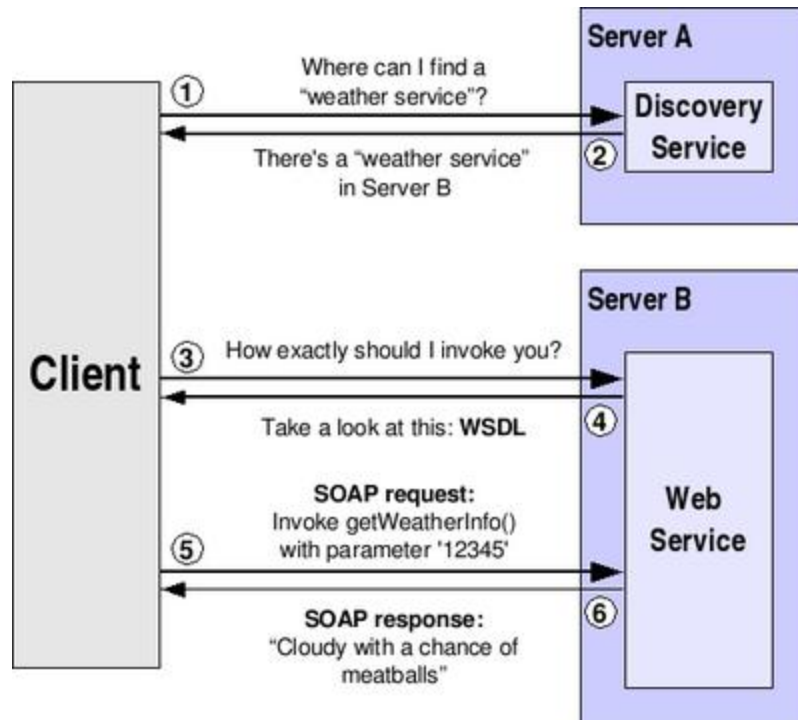 Server A
Where can I find a
“weather service”?
①
Discovery
Service
②
There's a “weather service”
in Server B
Server B
Client
③
How exactly should I invoke you?
④
Take a look at this: WSDL
SOAP request:
Invoke getWeatherInfo()
with parameter '12345'
⑤
Web
Service
⑥
SOAP response:
“Cloudy with a chance of
meatballs”